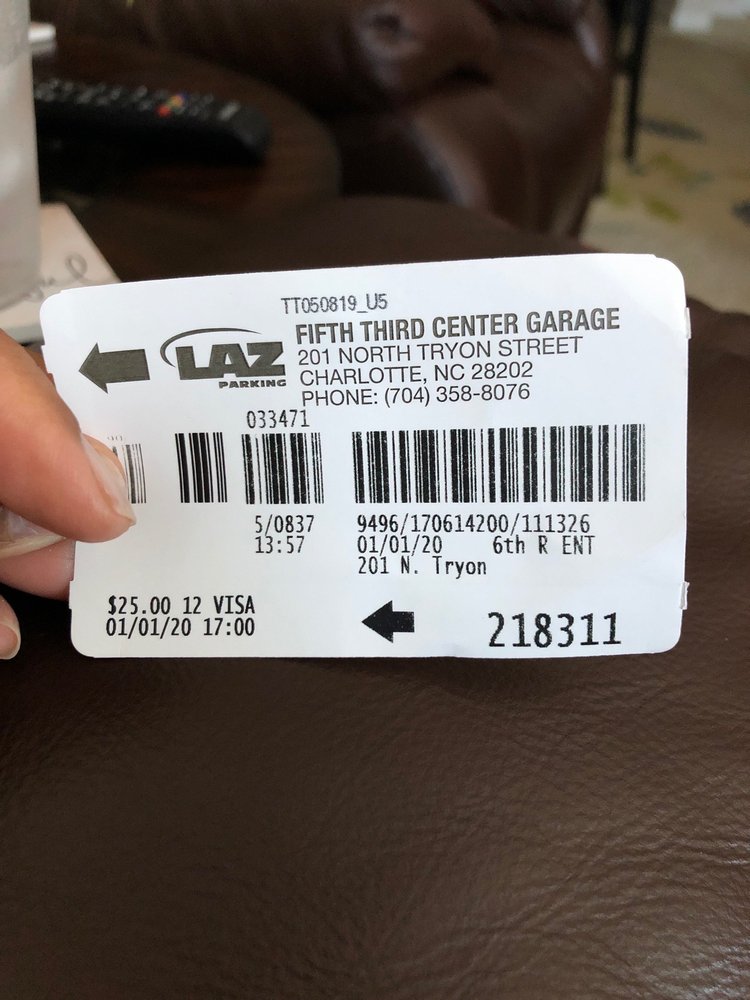 TT050819_U5
LAZ
PARKING
FIFTH THIRD CENTER GARAGE
201 NORTH TRYON STREET
CHARLOTTE, NC 28202
PHONE: (704) 358-8076
033471
5/0837 9496/170614200/111326
13:57 01/01/20 6th R ENT
201 N. Tryon
$25.00 12 VISA
01/01/20 17:00
218311